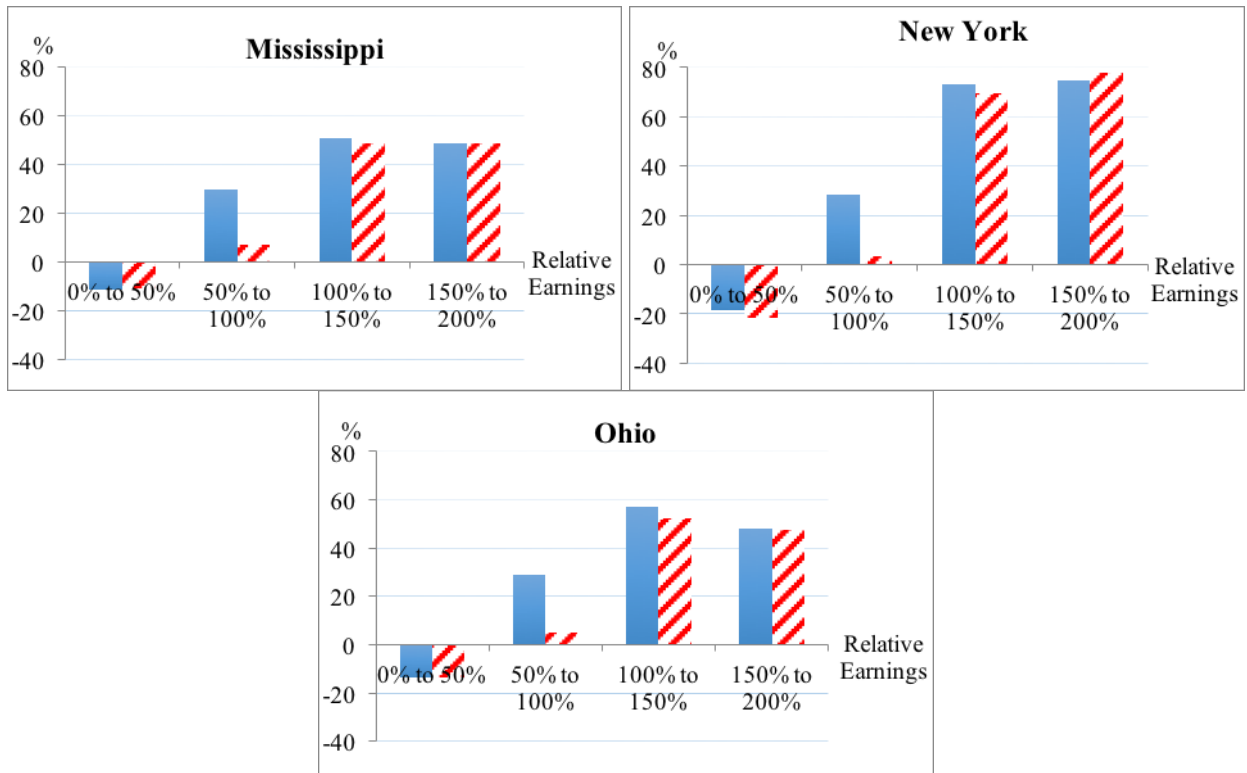 Mississippi
%
80
60
40
20
0
-20
-40
0% to 50%
50% to
100%
100% to
150%
150% to
200%
Relative
Earnings
New York
%
80
60
40
20
0
-20
-40
0% to 50%
50% to
100%
100% to
150%
150% to
200%
Relative
Earnings
Ohio
%
80
60
40
20
0
-20
-40
0% to 50%
50% to
100%
100% to
150%
150% to
200%
Relative
Earnings